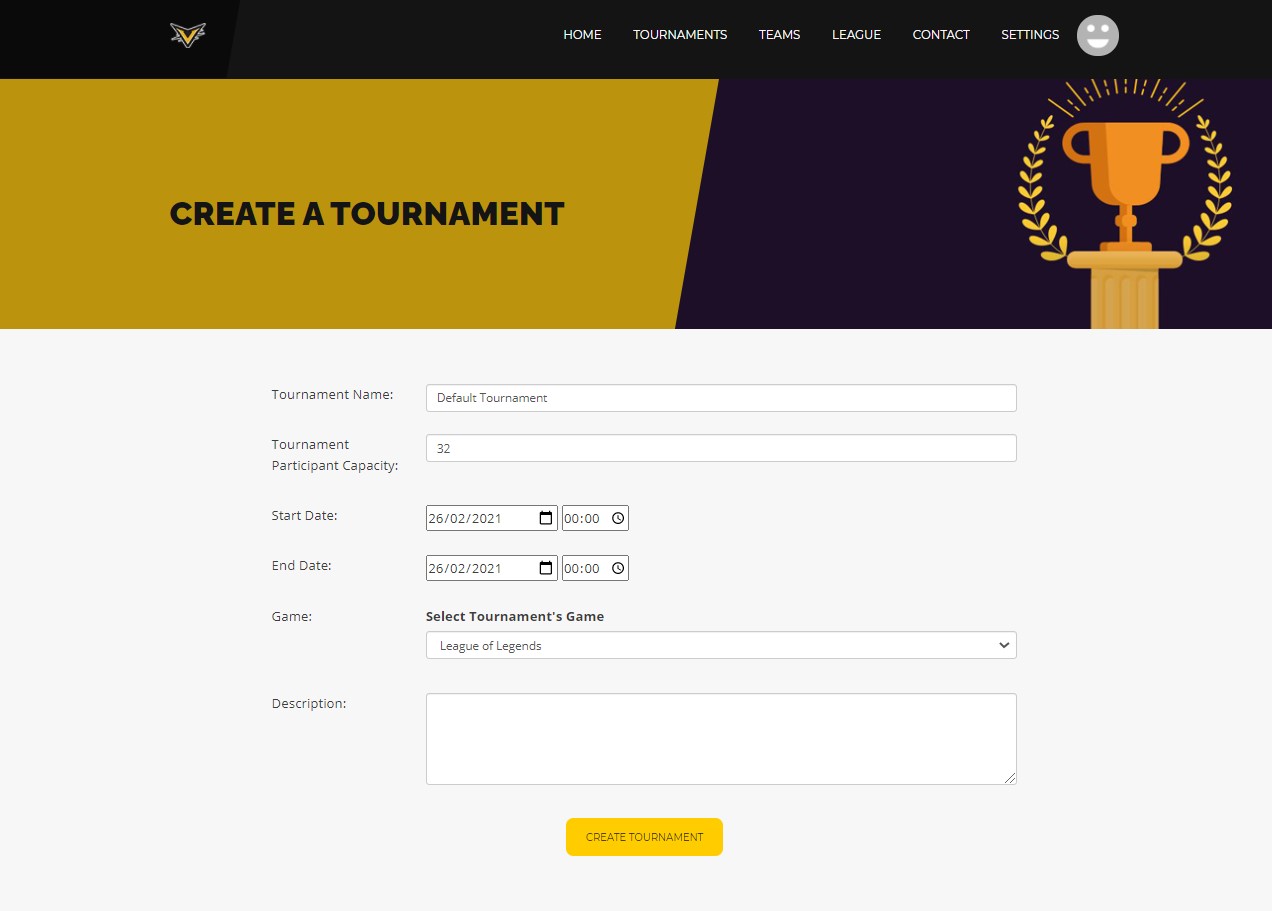 HOME TOURNAMENTS TEAMS LEAGUE CONTACT SETTINGS
CREATE A TOURNAMENT
Tournament Name: Default Tournament
Tournament
Participant Capacity: 32
Start Date: 26/02/2021 00:00
End Date: 26/02/2021 00:00
Game: Select Tournament's Game
League of Legends
Description:
CREATE TOURNAMENT